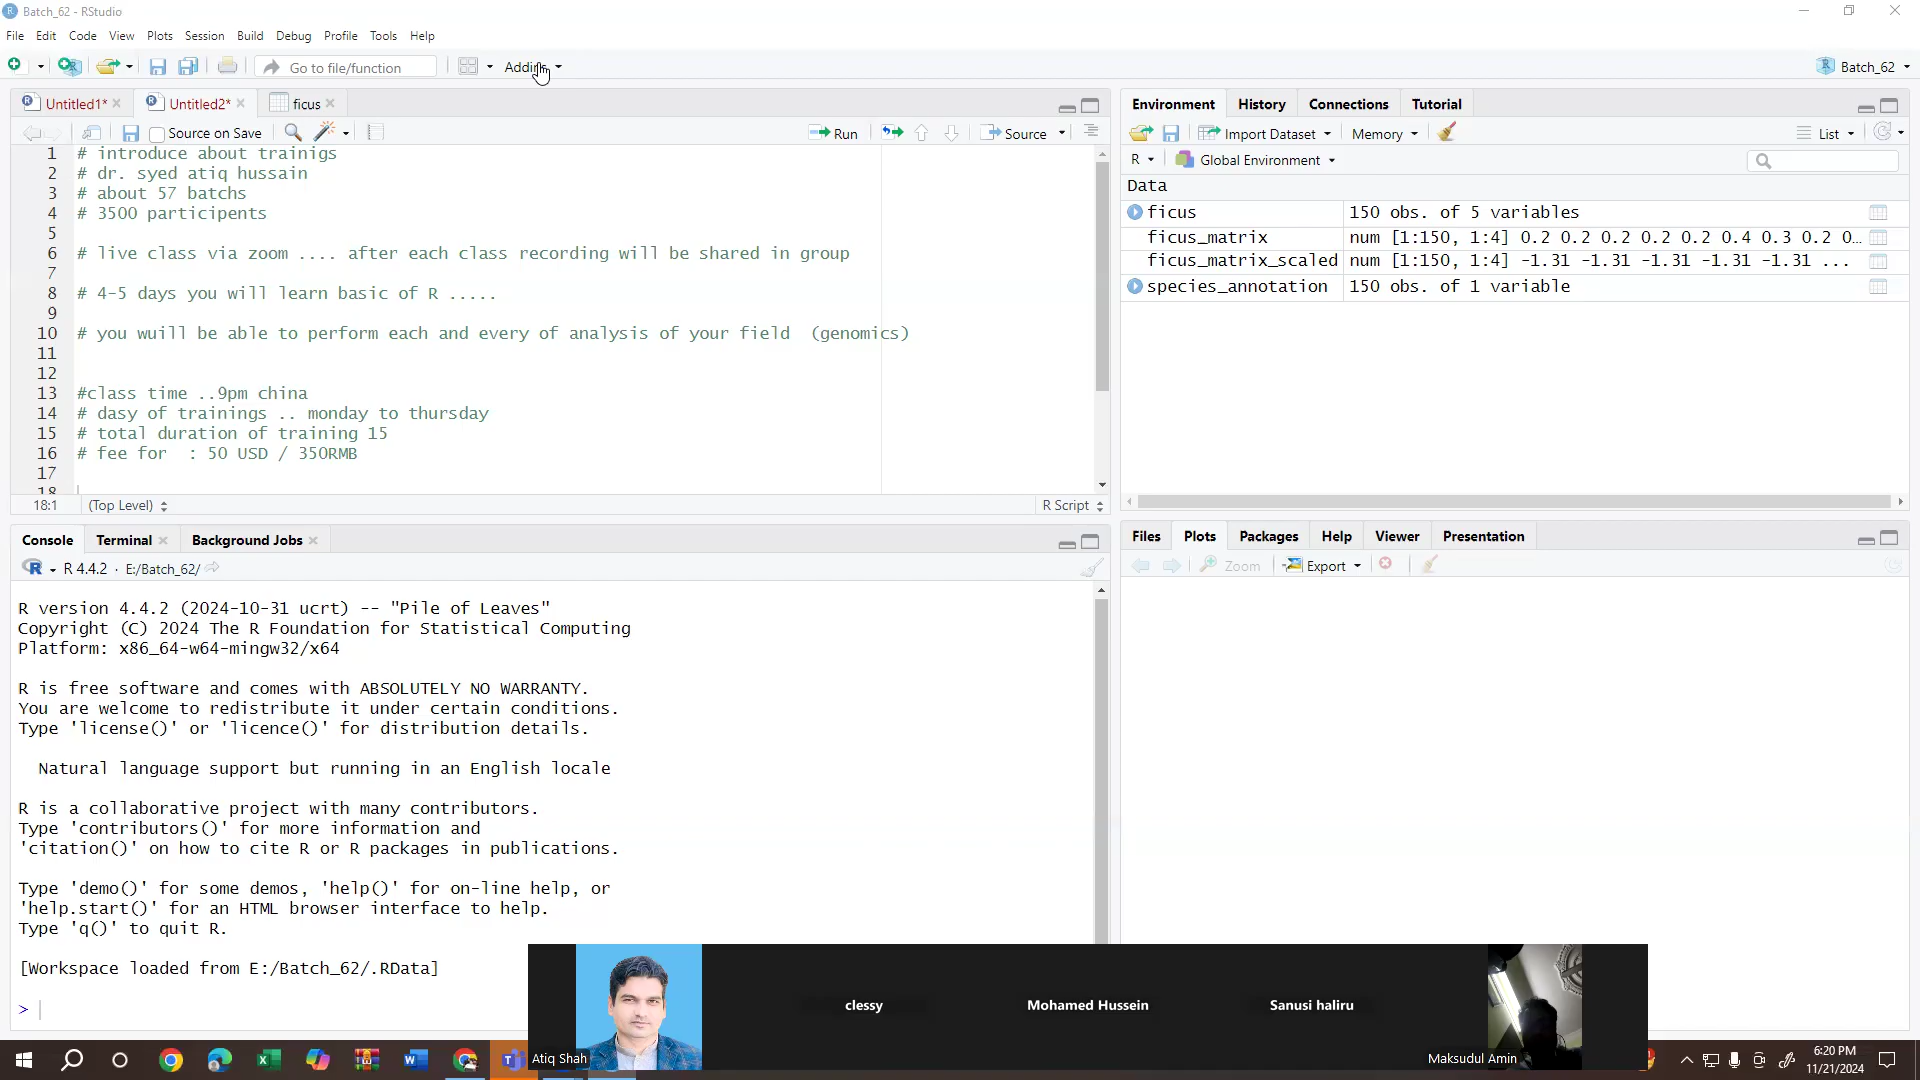 Batch_62 - RStudio
File Edit Code View Plots Session Build Debug Profile Tools Help
Go to file/function
Batch_62
Untitled1*
Untitled2*
ficus
Source on Save
Run
Source
1 # introduce about trainigs
2 # dr. syed atiq hussain
3 # about 57 batchs
4 # 3500 participents
5
6 # live class via zoom .... after each class recording will be shared in group
7
8 # 4-5 days you will learn basic of R .....
9
10 # you wuill be able to perform each and every of analysis of your field  (genomics)
11
12
13 #class time ..9pm china
14 # dasy of trainings .. monday to thursday
15 # total duration of training 15
16 # fee for  : 50 USD / 350RMB
17
18
18:1 (Top Level) R Script
Environment History Connections Tutorial
Import Dataset Memory List
R Global Environment
Data
ficus 150 obs. of 5 variables
ficus_matrix num [1:150, 1:4] 0.2 0.2 0.2 0.2 0.2 0.4 0.3 0.2 0...
ficus_matrix_scaled num [1:150, 1:4] -1.31 -1.31 -1.31 -1.31 -1.31 ...
species_annotation 150 obs. of 1 variable
Console Terminal Background Jobs
R 4.4.2 · E:/Batch_62/
R version 4.4.2 (2024-10-31 ucrt) -- "Pile of Leaves"
Copyright (C) 2024 The R Foundation for Statistical Computing
Platform: x86_64-w64-mingw32/x64
R is free software and comes with ABSOLUTELY NO WARRANTY.
You are welcome to redistribute it under certain conditions.
Type 'license()' or 'licence()' for distribution details.
Natural language support but running in an English locale
R is a collaborative project with many contributors.
Type 'contributors()' for more information and
'citation()' on how to cite R or R packages in publications.
Type 'demo()' for some demos, 'help()' for on-line help, or
'help.start()' for an HTML browser interface to help.
Type 'q()' to quit R.
[Workspace loaded from E:/Batch_62/.RData]
>
Files Plots Packages Help Viewer Presentation
Zoom Export
Atiq Shah
clessy
Mohamed Hussein
Sanusi haliru
Maksudul Amin
6:20 PM
11/21/2024